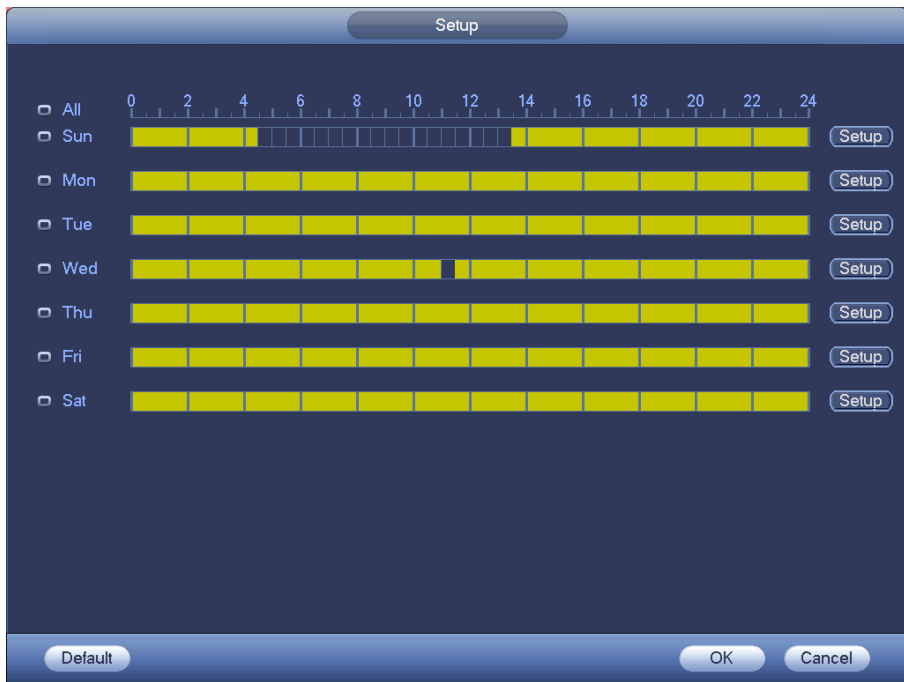 Setup
0 2 4 6 8 10 12 14 16 18 20 22 24
All
Sun Setup
Mon Setup
Tue Setup
Wed Setup
Thu Setup
Fri Setup
Sat Setup
Default OK Cancel